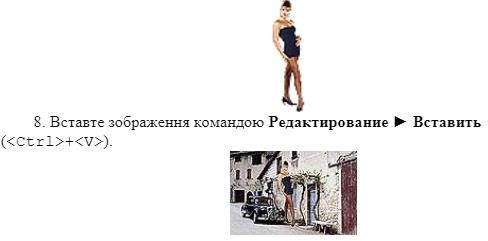 8. Вставте зображення командою Редактирование ► Вставить
(<Ctrl>+<V>).